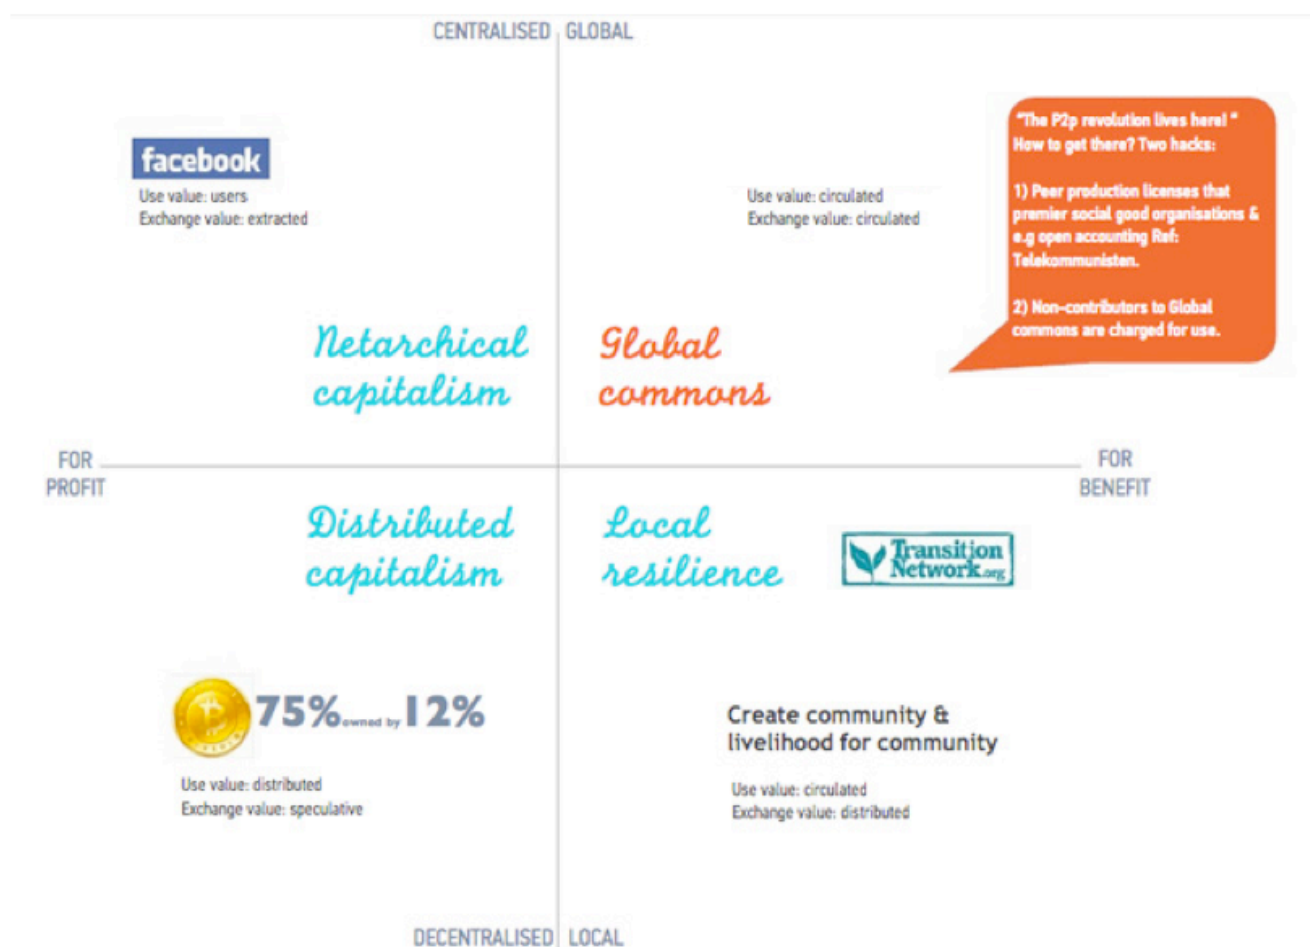 CENTRALISED GLOBAL
facebook
Use value: users
Exchange value: extracted
Use value: circulated
Exchange value: circulated
"The P2p revolution lives here! "
How to get there? Two hacks:
1) Peer production licenses that
premier social good organisations &
e.g open accounting Ref:
Telekommunisten.
2) Non-contributors to Global
commons are charged for use.
Netarchical
capitalism
Global
commons
FOR
PROFIT
FOR
BENEFIT
Distributed
capitalism
Local
resilience
Transition
Network.org
75% owned by 12%
Use value: distributed
Exchange value: speculative
Create community &
livelihood for community
Use value: circulated
Exchange value: distributed
DECENTRALISED LOCAL